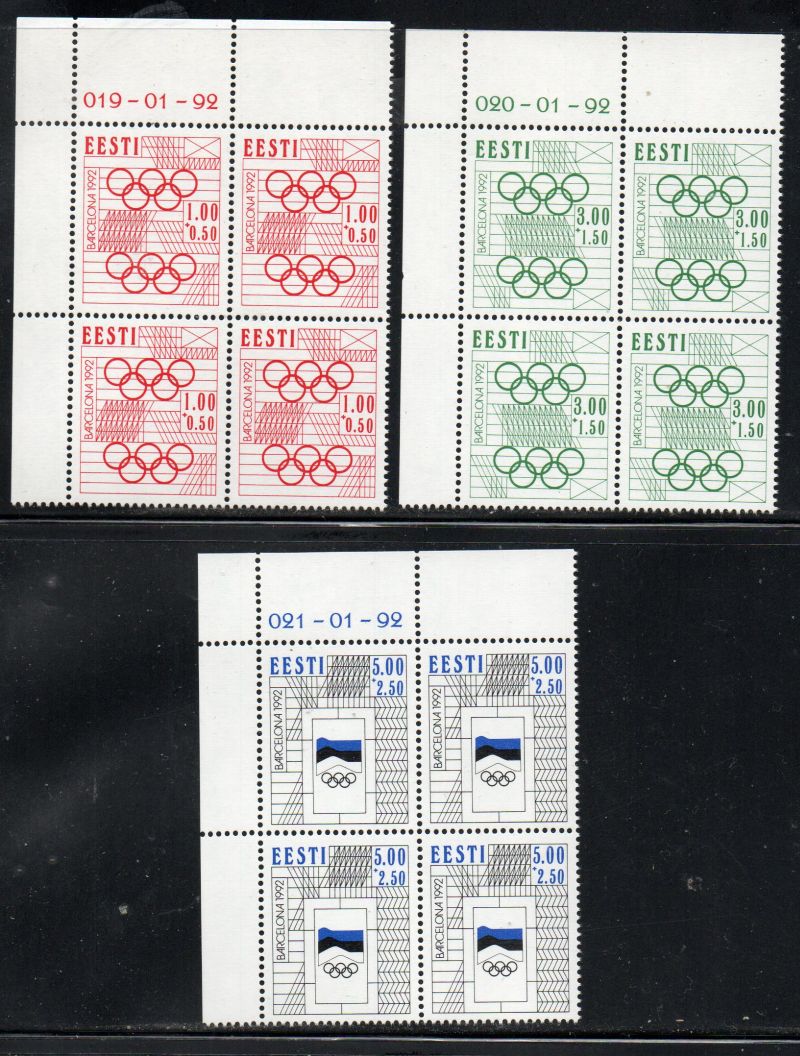 019 - 01 - 92
EESTI
BARCELONA 1992
1.00
+0.50
EESTI
BARCELONA 1992
1.00
+0.50
EESTI
BARCELONA 1992
1.00
+0.50
EESTI
BARCELONA 1992
1.00
+0.50
020 - 01 - 92
EESTI
BARCELONA 1992
3.00
+1.50
EESTI
BARCELONA 1992
3.00
+1.50
EESTI
BARCELONA 1992
3.00
+1.50
EESTI
BARCELONA 1992
3.00
+1.50
021 - 01 - 92
EESTI
5.00
+2.50
BARCELONA 1992
EESTI
5.00
+2.50
BARCELONA 1992
EESTI
5.00
+2.50
BARCELONA 1992
EESTI
5.00
+2.50
BARCELONA 1992